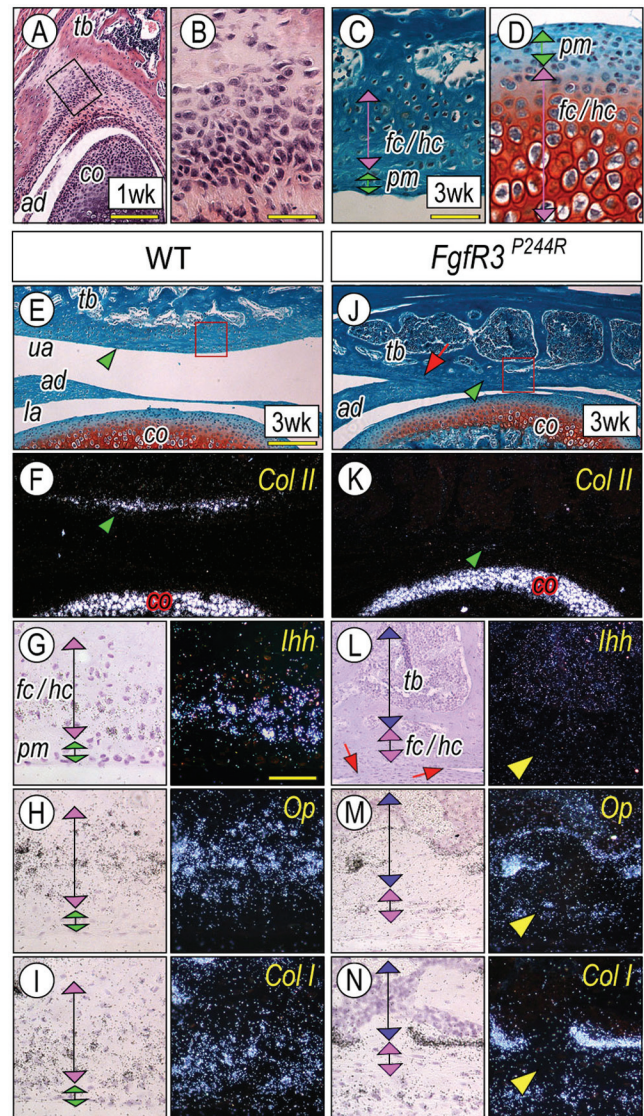 A
tb
co
ad
1wk
B
C
fc/hc
pm
3wk
D
pm
fc/hc
WT
FgfR3 P244R
E
tb
ua
ad
la
co
3wk
J
tb
ad
co
3wk
F
Col II
co
K
Col II
co
G
fc/hc
pm
Ihh
L
tb
fc/hc
Ihh
H
Op
M
Op
I
Col I
N
Col I